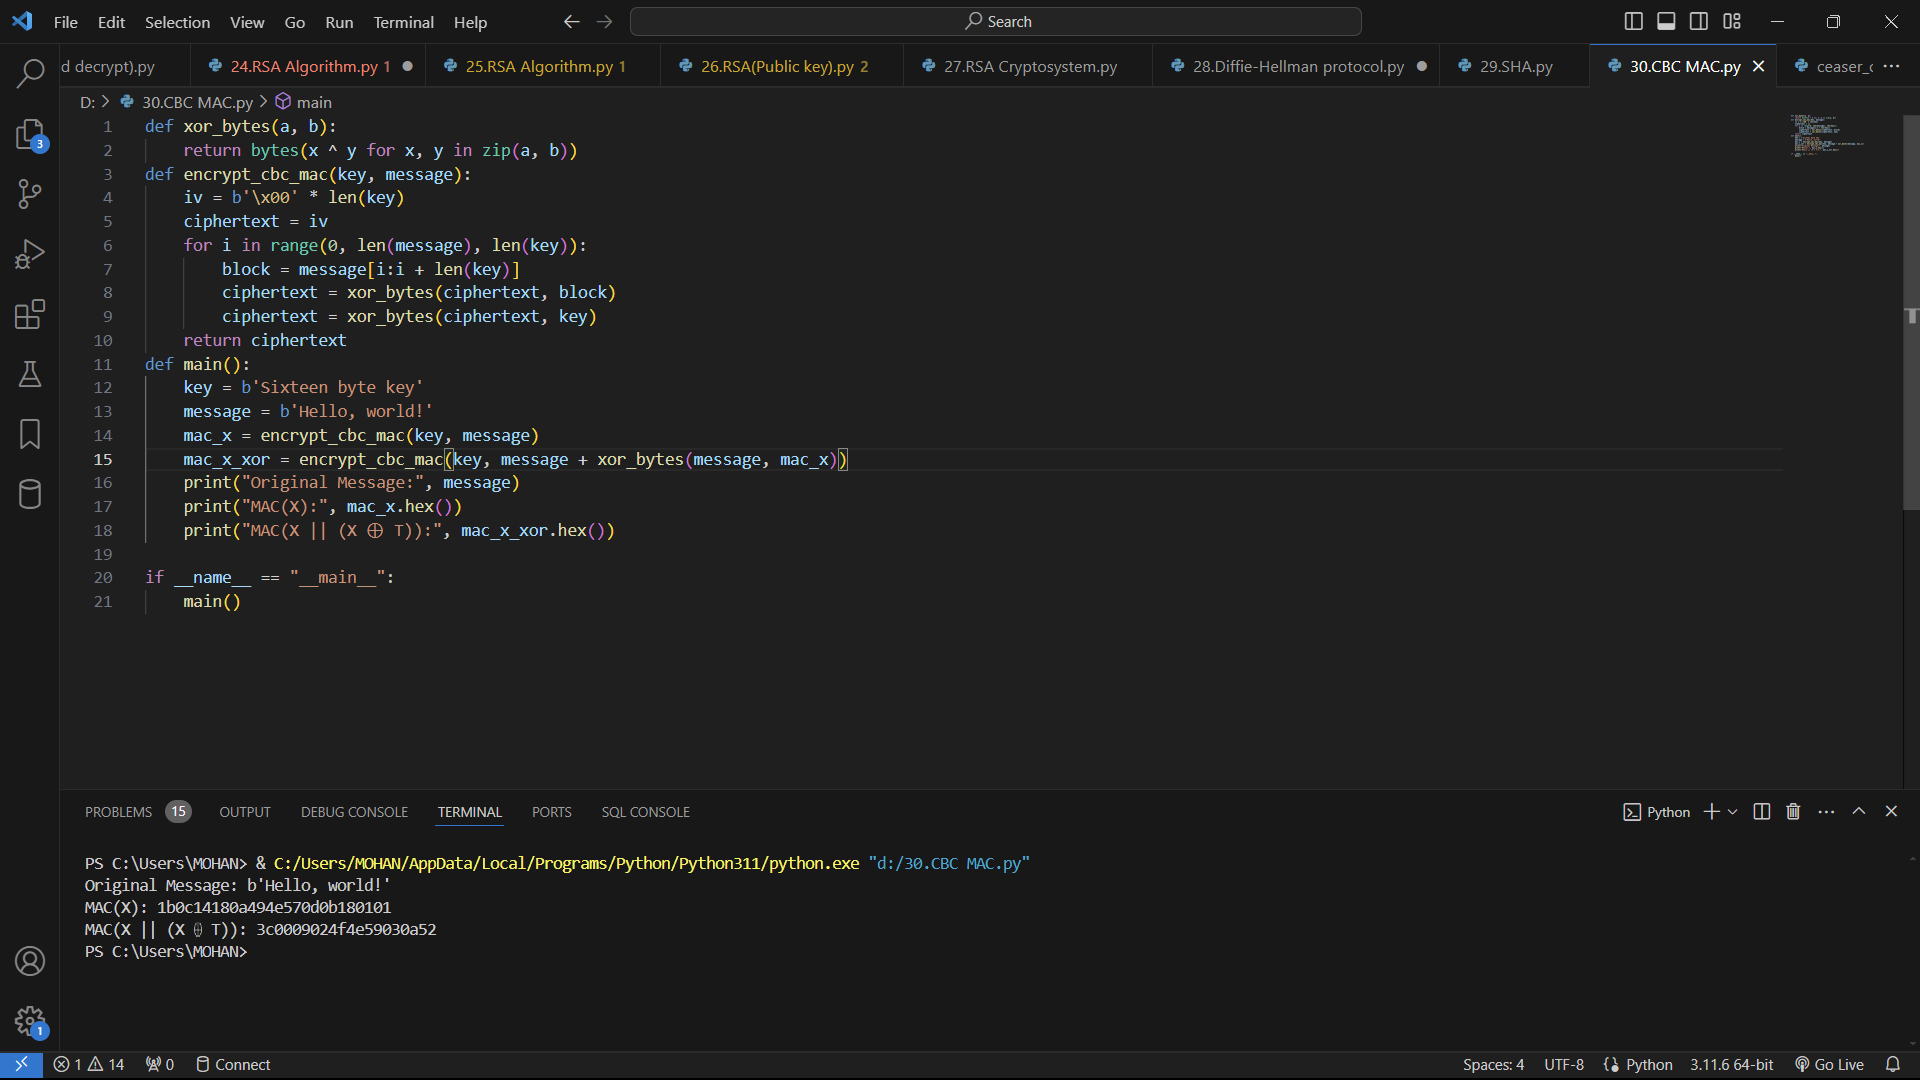 File Edit Selection View Go Run Terminal Help Search
d decrypt).py 24.RSA Algorithm.py 1 25.RSA Algorithm.py 1 26.RSA(Public key).py 2 27.RSA Cryptosystem.py 28.Diffie-Hellman protocol.py 29.SHA.py 30.CBC MAC.py ceaser_c
D: > 30.CBC MAC.py > main
1 def xor_bytes(a, b):
2     return bytes(x ^ y for x, y in zip(a, b))
3 def encrypt_cbc_mac(key, message):
4     iv = b'\x00' * len(key)
5     ciphertext = iv
6     for i in range(0, len(message), len(key)):
7         block = message[i:i + len(key)]
8         ciphertext = xor_bytes(ciphertext, block)
9         ciphertext = xor_bytes(ciphertext, key)
10     return ciphertext
11 def main():
12     key = b'Sixteen byte key'
13     message = b'Hello, world!'
14     mac_x = encrypt_cbc_mac(key, message)
15     mac_x_xor = encrypt_cbc_mac(key, message + xor_bytes(message, mac_x))
16     print("Original Message:", message)
17     print("MAC(X):", mac_x.hex())
18     print("MAC(X || (X ⊕ T)):", mac_x_xor.hex())
19
20 if __name__ == "__main__":
21     main()
PROBLEMS 15 OUTPUT DEBUG CONSOLE TERMINAL PORTS SQL CONSOLE Python
PS C:\Users\MOHAN> & C:/Users/MOHAN/AppData/Local/Programs/Python/Python311/python.exe "d:/30.CBC MAC.py"
Original Message: b'Hello, world!'
MAC(X): 1b0c14180a494e570d0b180101
MAC(X || (X ⊕ T)): 3c0009024f4e59030a52
PS C:\Users\MOHAN>
3
1
1 14 0 Connect Spaces: 4 UTF-8 Python 3.11.6 64-bit Go Live